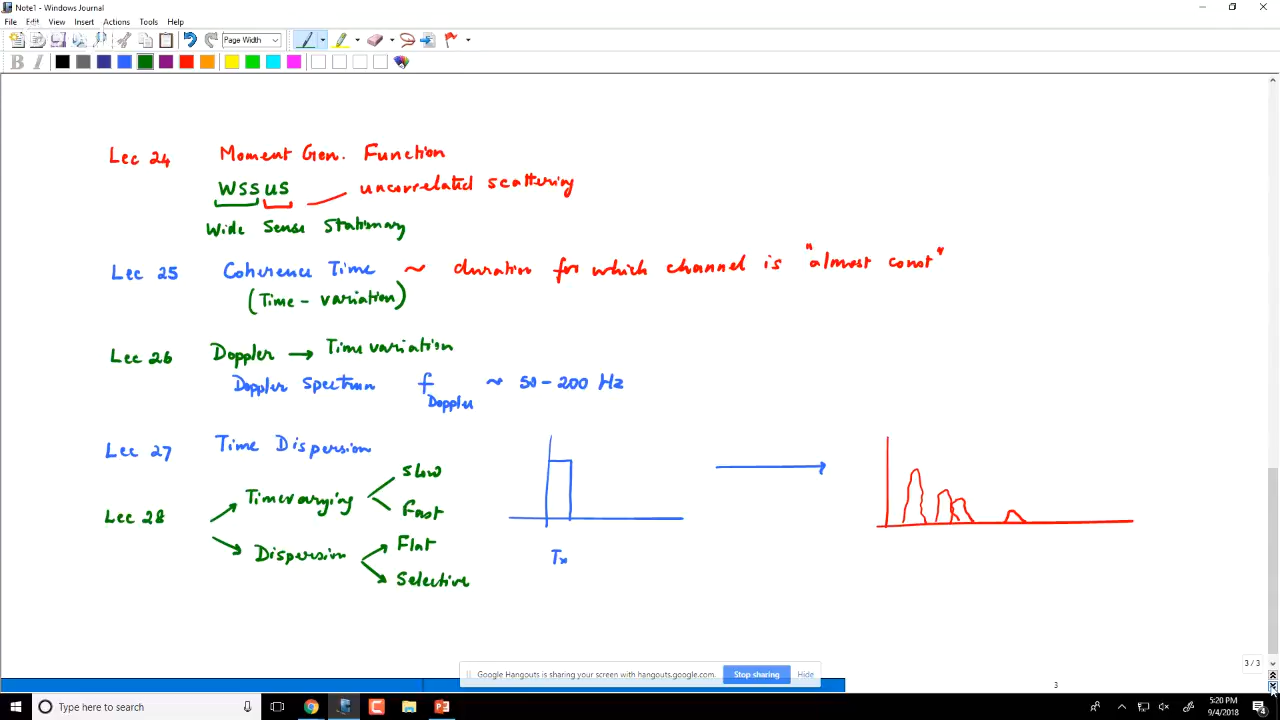 Note1 - Windows Journal
File Edit View Insert Actions Tools Help
Page Width
B I
Lec 24 Moment Gen. Function
WSSUS uncorrelated scattering
Wide Sense Stationary
Lec 25 Coherence Time ~ duration for which channel is "almost const"
(Time - variation)
Lec 26 Doppler → Time variation
Doppler Spectrum f Doppler ~ 50 - 200 Hz
Lec 27 Time Dispersion
Lec 28 Timevarying slow
Fast
Dispersion Flat
Selective
Tx
3 / 3
Google Hangouts is sharing your screen with hangouts.google.com. Stop sharing Hide
3
Type here to search
5:20 PM
9/4/2018